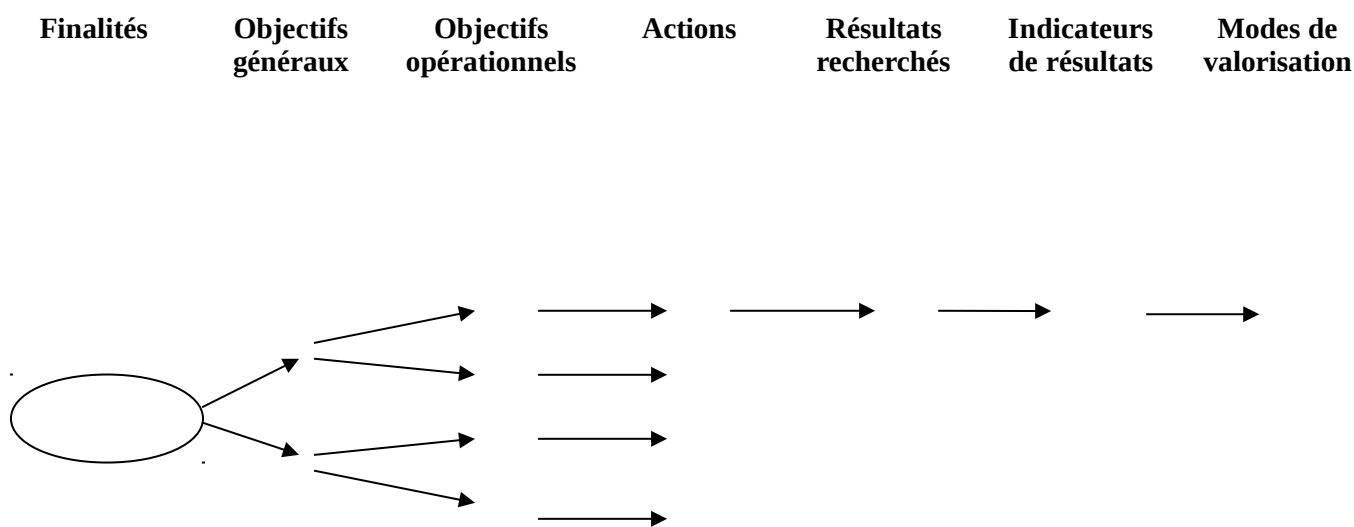 Finalités
Objectifs
généraux
Objectifs
opérationnels
Actions
Résultats
recherchés
Indicateurs
de résultats
Modes de
valorisation